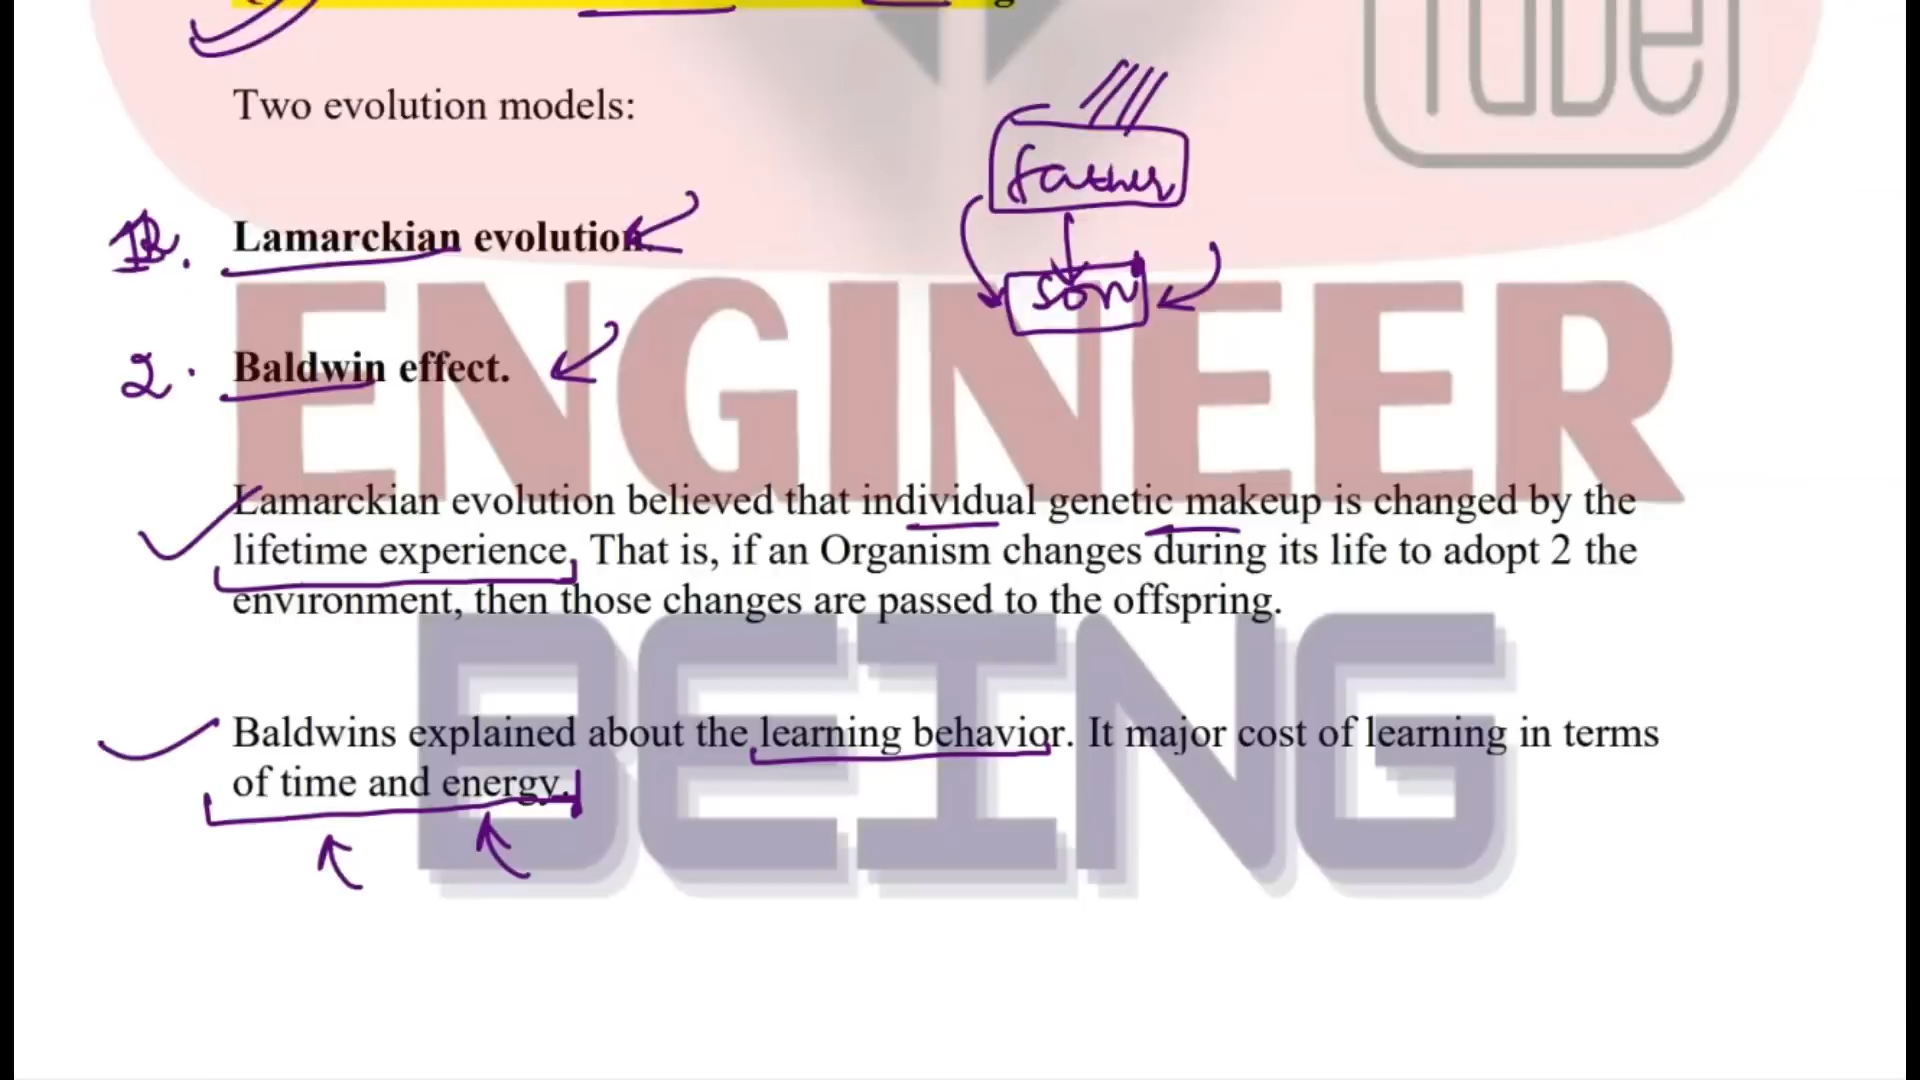 Two evolution models:
father
1. Lamarckian evolution.
son
2. Baldwin effect.
ENGINEER
Lamarckian evolution believed that individual genetic makeup is changed by the
lifetime experience. That is, if an Organism changes during its life to adopt 2 the
environment, then those changes are passed to the offspring.
BEING
Baldwins explained about the learning behavior. It major cost of learning in terms
of time and energy.